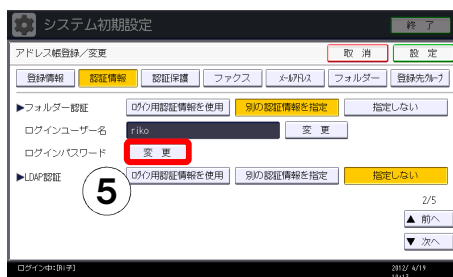 システム初期設定 終 了
アドレス帳登録／変更 取 消 設 定
登録情報 認証情報 認証保護 ファクス メールアドレス フォルダー 登録先グループ
▶フォルダー認証 ログイン用認証情報を使用 別の認証情報を指定 指定しない
ログインユーザー名 riko 変 更
ログインパスワード 変 更
▶LDAP認証 ログイン用認証情報を使用 別の認証情報を指定 指定しない
⑤
2/5
▲ 前へ
▼ 次へ
ログイン中:[Ri子] 2012/ 4/19